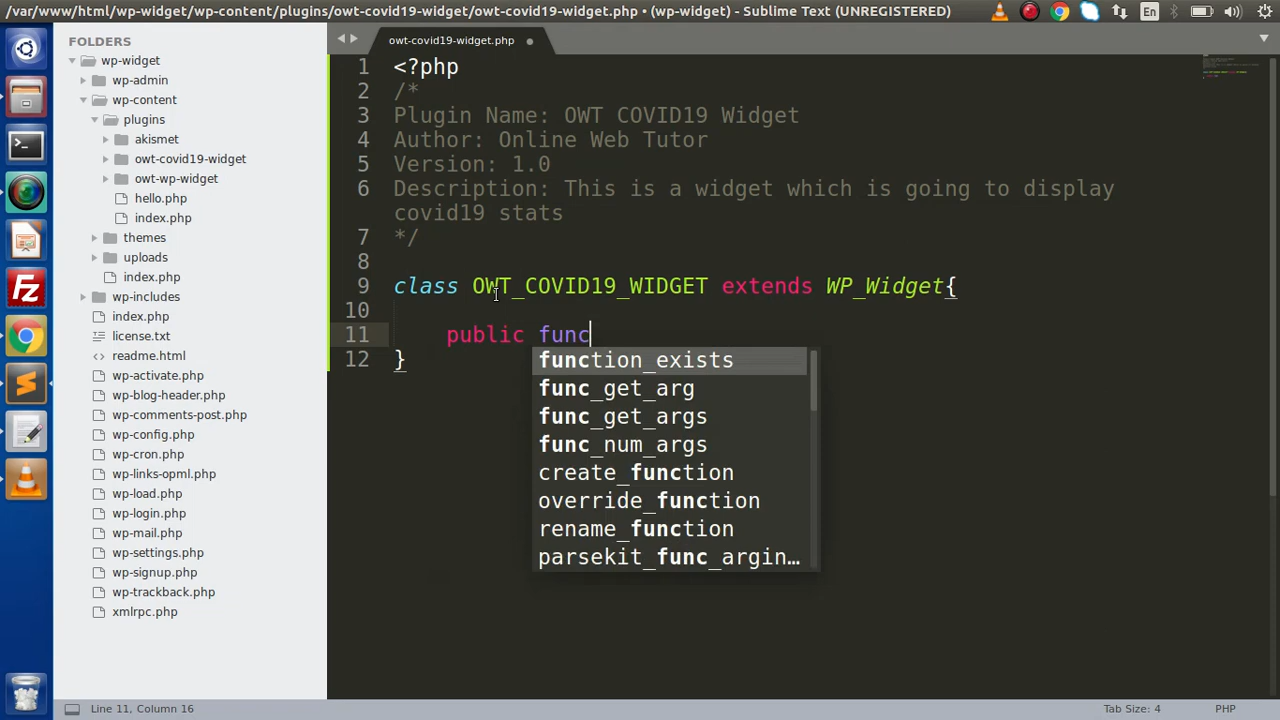 /var/www/html/wp-widget/wp-content/plugins/owt-covid19-widget/owt-covid19-widget.php • (wp-widget) - Sublime Text (UNREGISTERED)
En
FOLDERS
wp-widget
wp-admin
wp-content
plugins
akismet
owt-covid19-widget
owt-wp-widget
hello.php
index.php
themes
uploads
index.php
wp-includes
index.php
license.txt
readme.html
wp-activate.php
wp-blog-header.php
wp-comments-post.php
wp-config.php
wp-cron.php
wp-links-opml.php
wp-load.php
wp-login.php
wp-mail.php
wp-settings.php
wp-signup.php
wp-trackback.php
xmlrpc.php
owt-covid19-widget.php
1 <?php
2 /*
3 Plugin Name: OWT COVID19 Widget
4 Author: Online Web Tutor
5 Version: 1.0
6 Description: This is a widget which is going to display
covid19 stats
7 */
8
9 class OWT_COVID19_WIDGET extends WP_Widget{
10
11 public func
12 }
function_exists
func_get_arg
func_get_args
func_num_args
create_function
override_function
rename_function
parsekit_func_argin…
Fz
Line 11, Column 16
Tab Size: 4
PHP